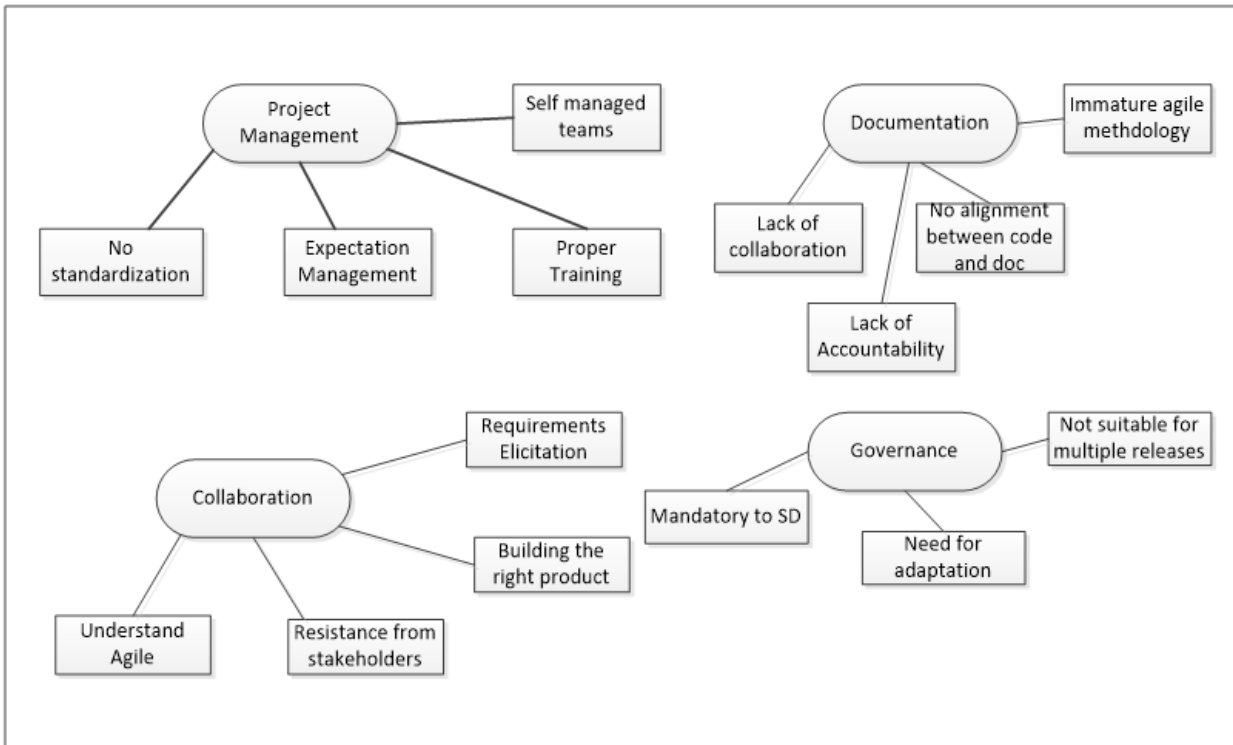 Project
Management
Self managed
teams
No
standardization
Expectation
Management
Proper
Training
Documentation
Immature agile
methdology
Lack of
collaboration
No alignment
between code
and doc
Lack of
Accountability
Collaboration
Requirements
Elicitation
Building the
right product
Understand
Agile
Resistance from
stakeholders
Governance
Not suitable for
multiple releases
Mandatory to SD
Need for
adaptation